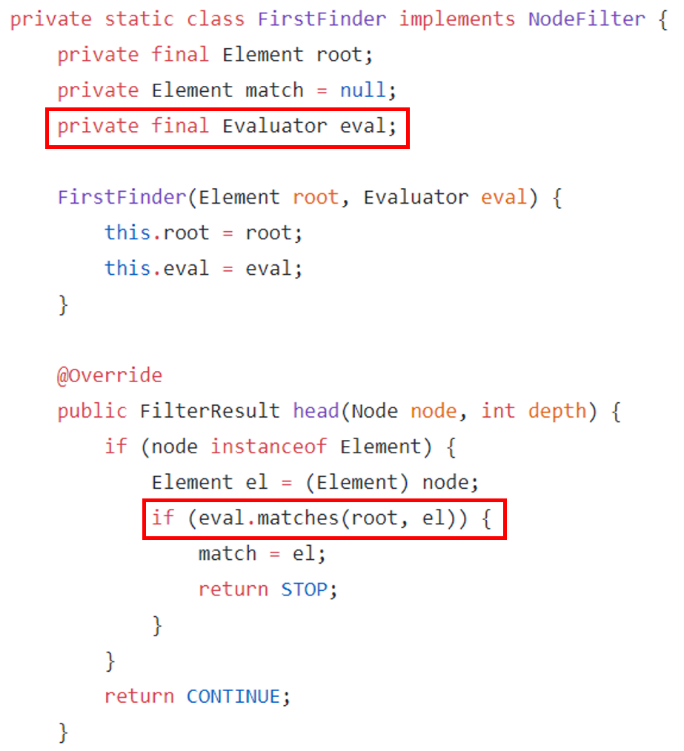 private static class FirstFinder implements NodeFilter {
    private final Element root;
    private Element match = null;
    private final Evaluator eval;

    FirstFinder(Element root, Evaluator eval) {
        this.root = root;
        this.eval = eval;
    }

    @Override
    public FilterResult head(Node node, int depth) {
        if (node instanceof Element) {
            Element el = (Element) node;
            if (eval.matches(root, el)) {
                match = el;
                return STOP;
            }
        }
        return CONTINUE;
    }